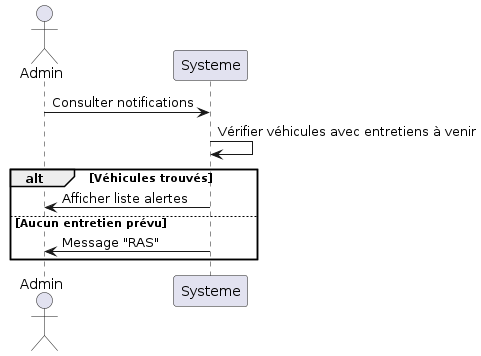 Admin
Systeme
Consulter notifications
Vérifier véhicules avec entretiens à venir
alt [Véhicules trouvés]
Afficher liste alertes
[Aucun entretien prévu]
Message "RAS"
Admin
Systeme